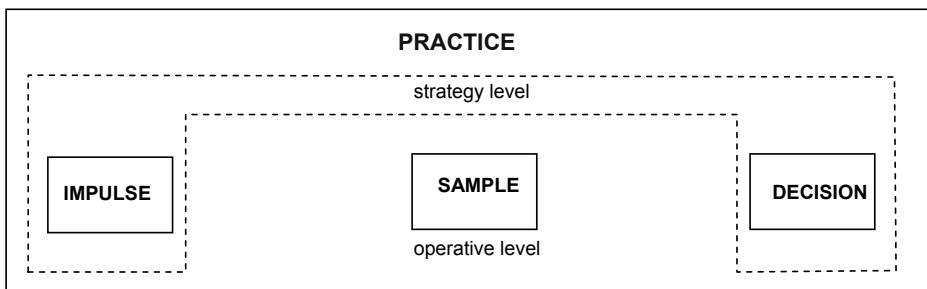 PRACTICE
strategy level
IMPULSE
SAMPLE
DECISION
operative level